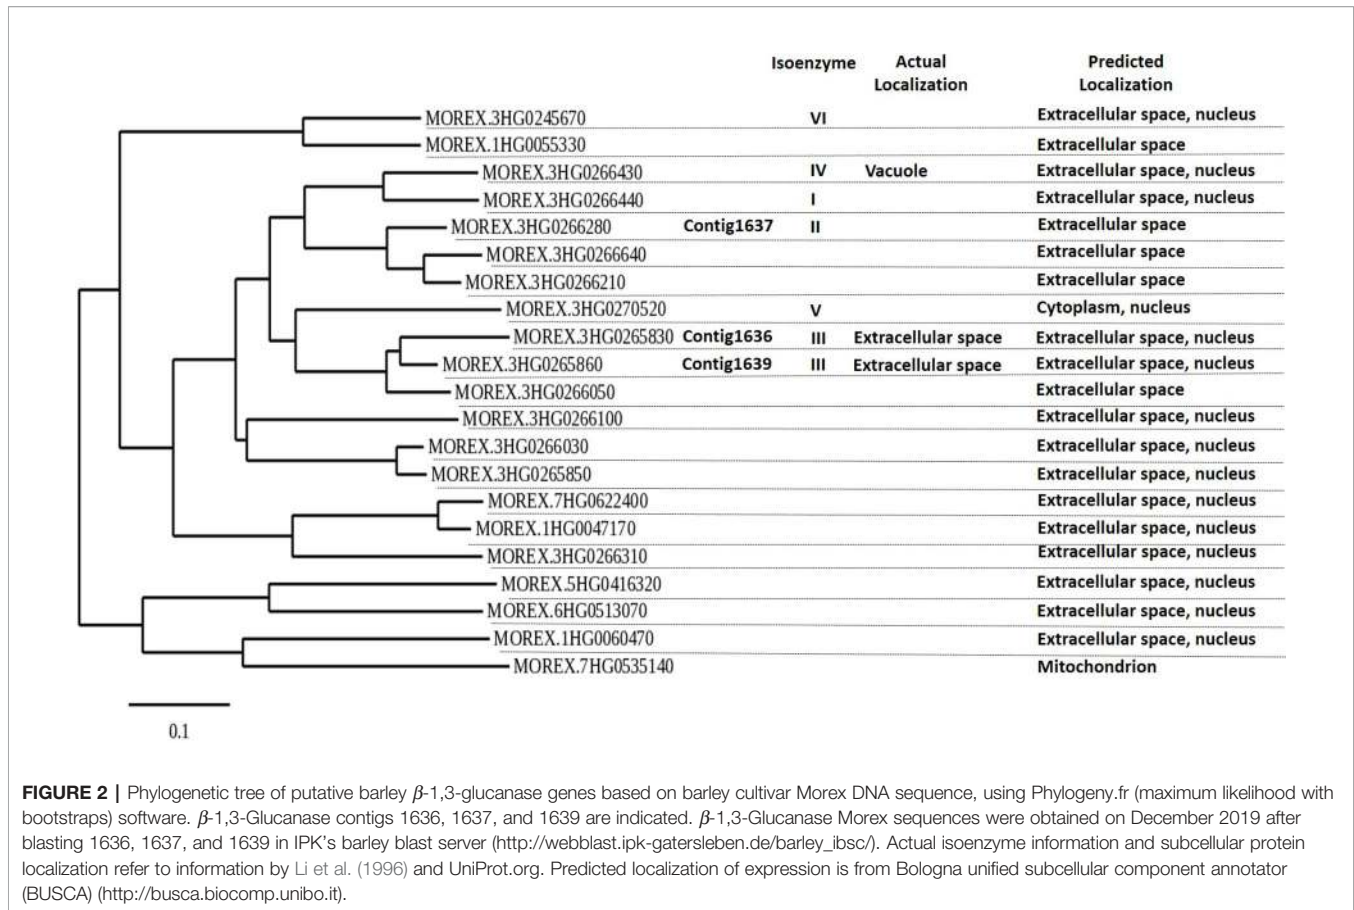 Isoenzyme Actual Localization Predicted Localization
MOREX.3HG0245670 VI Extracellular space, nucleus
MOREX.1HG0055330 Extracellular space
MOREX.3HG0266430 IV Vacuole Extracellular space, nucleus
MOREX.3HG0266440 I Extracellular space, nucleus
MOREX.3HG0266280 Contig1637 II Extracellular space
MOREX.3HG0266640 Extracellular space
MOREX.3HG0266210 Extracellular space
MOREX.3HG0270520 V Cytoplasm, nucleus
MOREX.3HG0265830 Contig1636 III Extracellular space Extracellular space, nucleus
MOREX.3HG0265860 Contig1639 III Extracellular space Extracellular space, nucleus
MOREX.3HG0266050 Extracellular space
MOREX.3HG0266100 Extracellular space, nucleus
MOREX.3HG0266030 Extracellular space, nucleus
MOREX.3HG0265850 Extracellular space, nucleus
MOREX.7HG0622400 Extracellular space, nucleus
MOREX.1HG0047170 Extracellular space, nucleus
MOREX.3HG0266310 Extracellular space, nucleus
MOREX.5HG0416320 Extracellular space, nucleus
MOREX.6HG0513070 Extracellular space, nucleus
MOREX.1HG0060470 Extracellular space, nucleus
MOREX.7HG0535140 Mitochondrion
0.1
FIGURE 2 | Phylogenetic tree of putative barley β-1,3-glucanase genes based on barley cultivar Morex DNA sequence, using Phylogeny.fr (maximum likelihood with
bootstraps) software. β-1,3-Glucanase contigs 1636, 1637, and 1639 are indicated. β-1,3-Glucanase Morex sequences were obtained on December 2019 after
blasting 1636, 1637, and 1639 in IPK's barley blast server (http://webblast.ipk-gatersleben.de/barley_ibsc/). Actual isoenzyme information and subcellular protein
localization refer to information by Li et al. (1996) and UniProt.org. Predicted localization of expression is from Bologna unified subcellular component annotator
(BUSCA) (http://busca.biocomp.unibo.it).